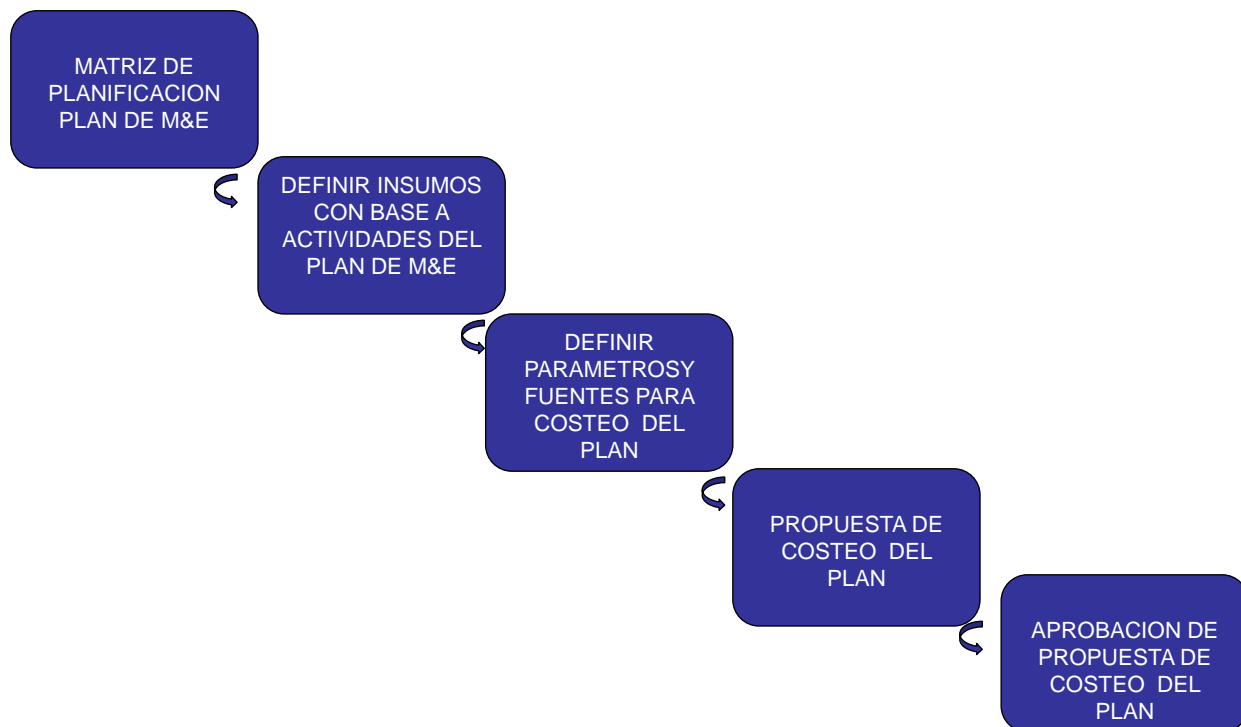 MATRIZ DE
PLANIFICACION
PLAN DE M&E
DEFINIR INSUMOS
CON BASE A
ACTIVIDADES DEL
PLAN DE M&E
DEFINIR
PARAMETROSY
FUENTES PARA
COSTEO DEL
PLAN
PROPUESTA DE
COSTEO DEL
PLAN
APROBACION DE
PROPUESTA DE
COSTEO DEL
PLAN